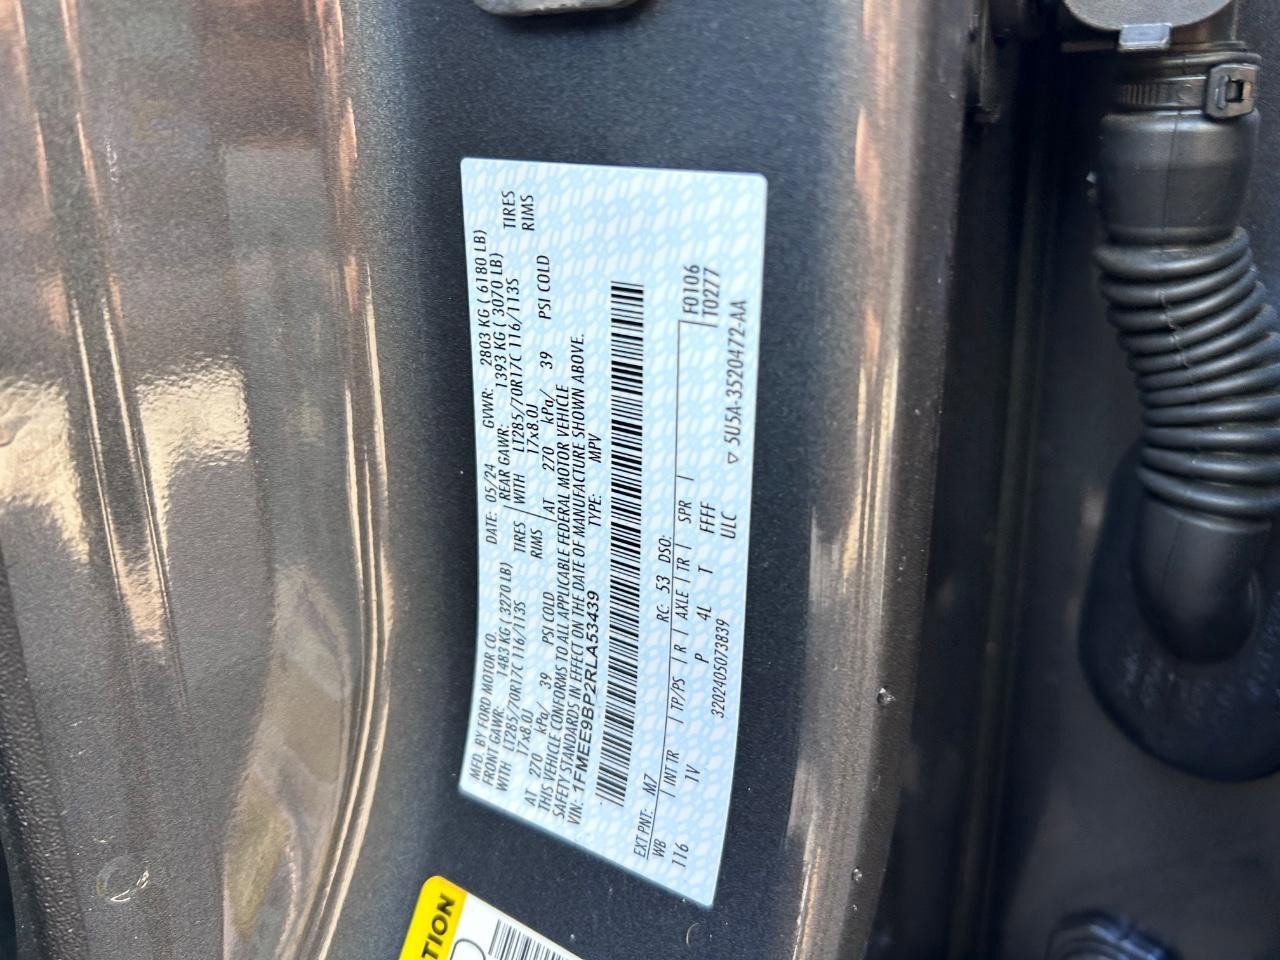 MFD. BY FORD MOTOR CO. DATE: 05/24 GVWR: 2803 KG ( 6180 LB)
FRONT GAWR: 1483 KG ( 3270 LB) REAR GAWR: 1393 KG ( 3070 LB)
WITH LT285/70R17C 116/113S TIRES WITH LT285/70R17C 116/113S TIRES
17x8.0J RIMS 17x8.0J RIMS
AT 270 kPa/ 39 PSI COLD AT 270 kPa/ 39 PSI COLD
THIS VEHICLE CONFORMS TO ALL APPLICABLE FEDERAL MOTOR VEHICLE
SAFETY STANDARDS IN EFFECT ON THE DATE OF MANUFACTURE SHOWN ABOVE.
VIN: 1FMEE9BP2RLA53439 TYPE: MPV
EXT PNT: M7 RC: 53 DSO: F0106
WB INT TR TP/PS R AXLE TR SPR T0277
116 1V P 4L T FFFF
ULC
320240507 3839 ▽ 5U5A-3520472-AA
TION